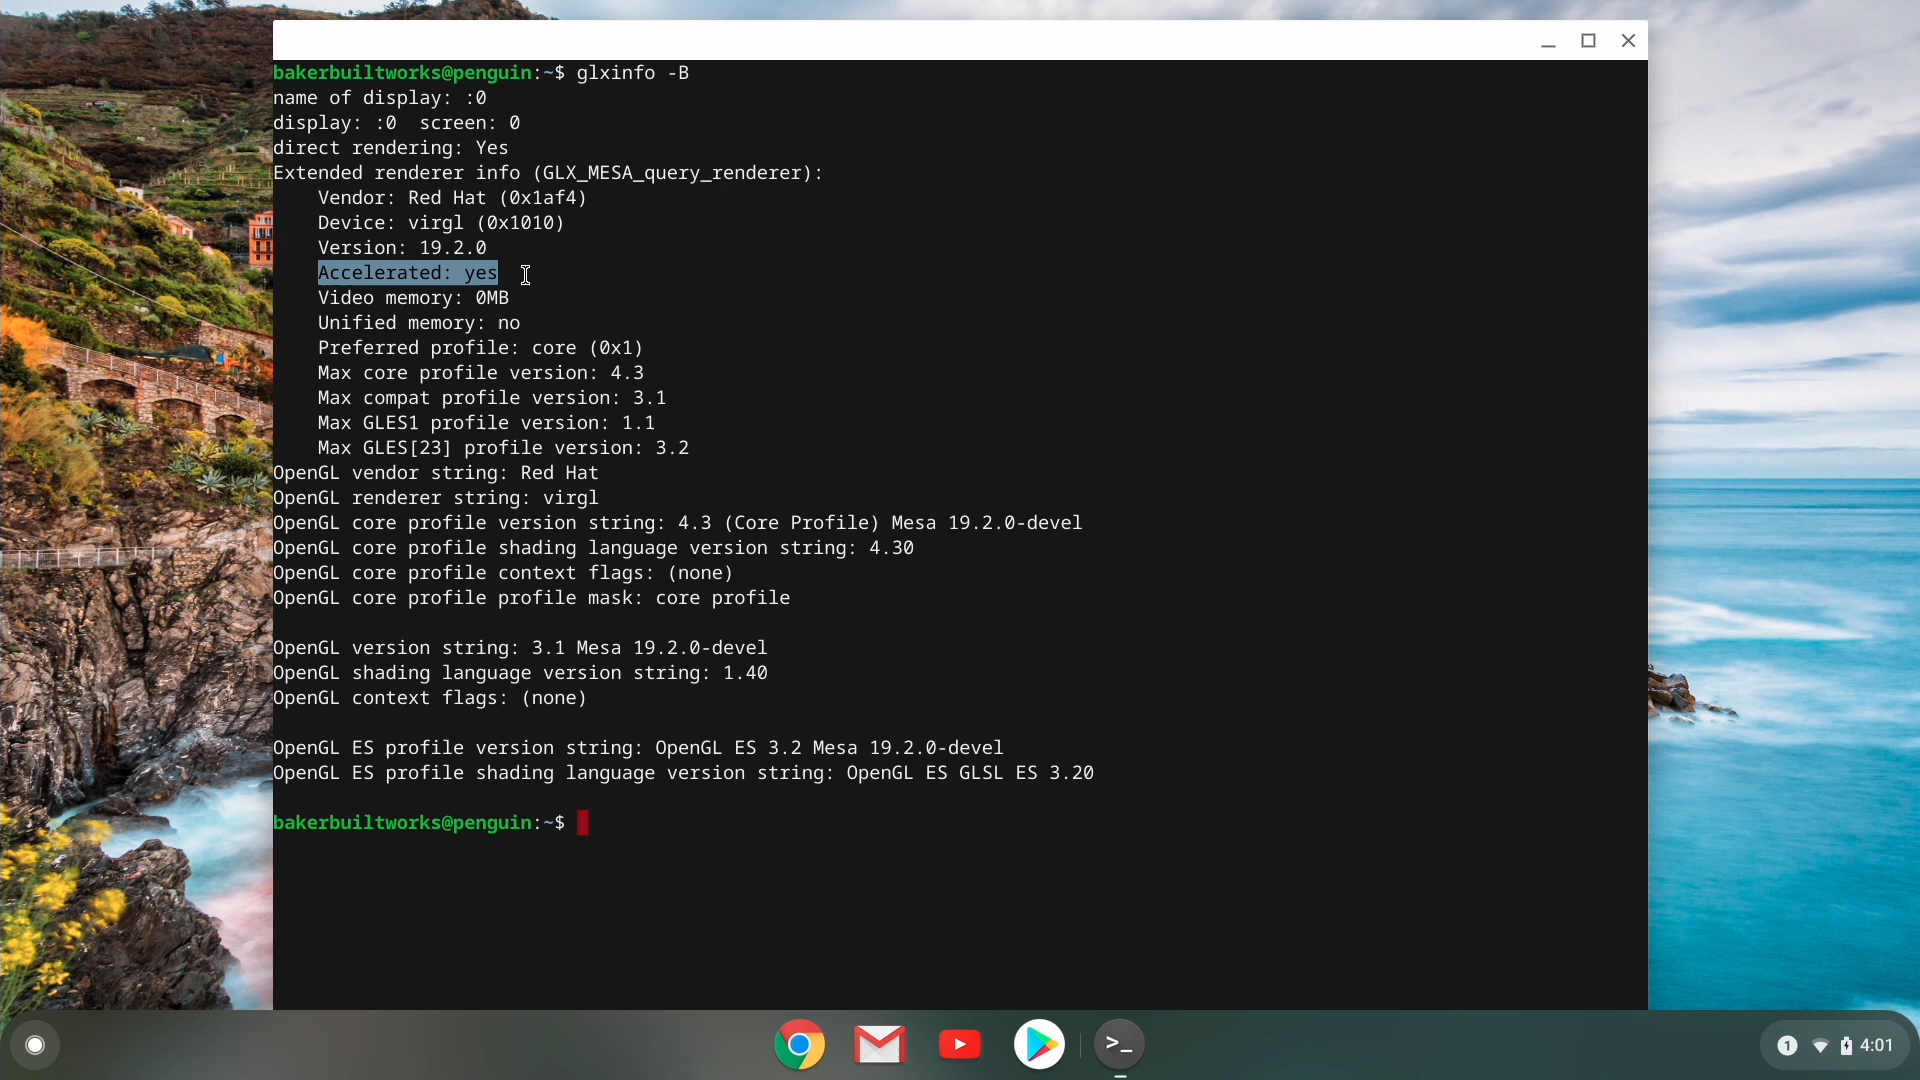 bakerbuiltworks@penguin:~$ glxinfo -B
name of display: :0
display: :0  screen: 0
direct rendering: Yes
Extended renderer info (GLX_MESA_query_renderer):
    Vendor: Red Hat (0x1af4)
    Device: virgl (0x1010)
    Version: 19.2.0
    Accelerated: yes
    Video memory: 0MB
    Unified memory: no
    Preferred profile: core (0x1)
    Max core profile version: 4.3
    Max compat profile version: 3.1
    Max GLES1 profile version: 1.1
    Max GLES[23] profile version: 3.2
OpenGL vendor string: Red Hat
OpenGL renderer string: virgl
OpenGL core profile version string: 4.3 (Core Profile) Mesa 19.2.0-devel
OpenGL core profile shading language version string: 4.30
OpenGL core profile context flags: (none)
OpenGL core profile profile mask: core profile

OpenGL version string: 3.1 Mesa 19.2.0-devel
OpenGL shading language version string: 1.40
OpenGL context flags: (none)

OpenGL ES profile version string: OpenGL ES 3.2 Mesa 19.2.0-devel
OpenGL ES profile shading language version string: OpenGL ES GLSL ES 3.20

bakerbuiltworks@penguin:~$
>_
1 4:01